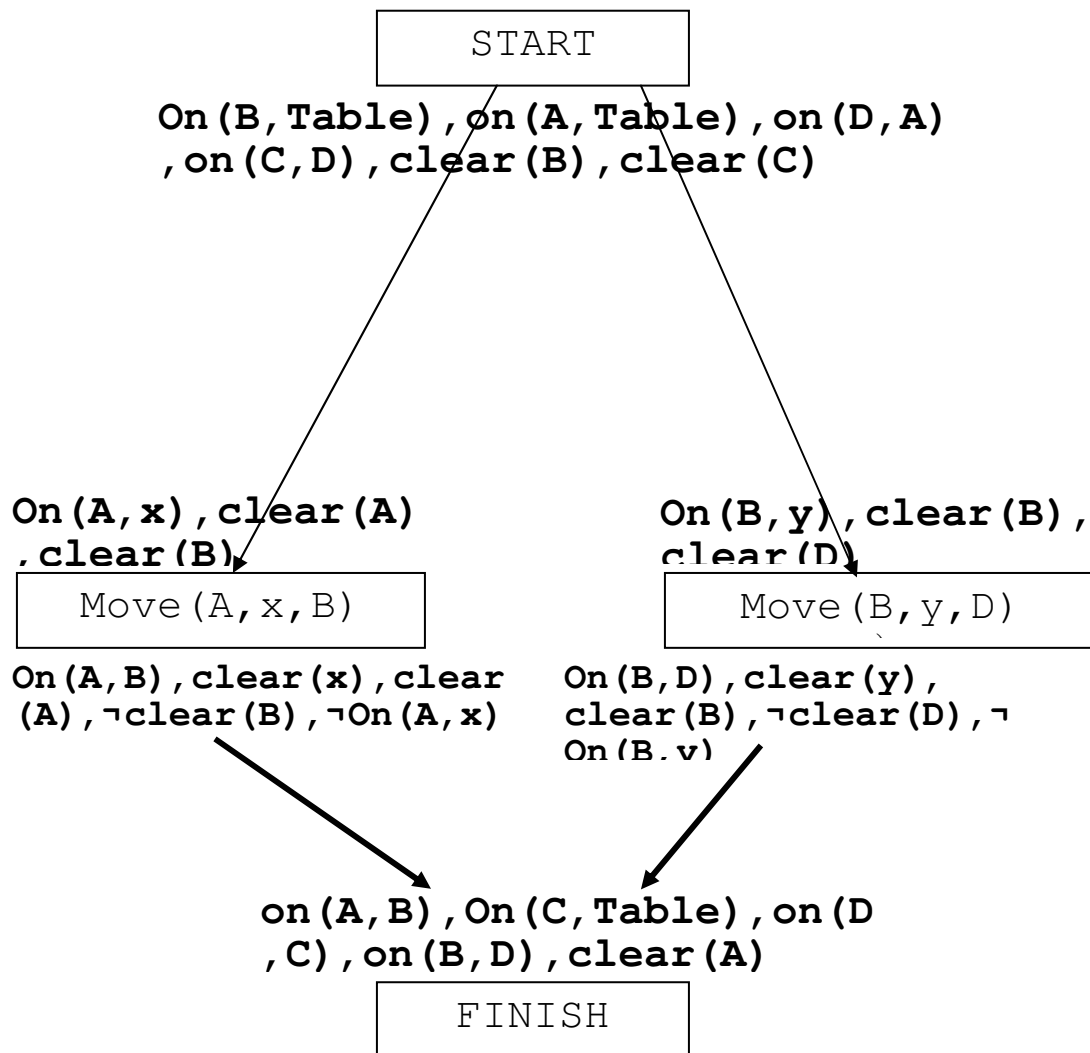 START
On(B,Table),on(A,Table),on(D,A)
,on(C,D),clear(B),clear(C)
On(A,x),clear(A)
,clear(B)
Move(A,x,B)
On(A,B),clear(x),clear
(A),¬clear(B),¬On(A,x)
On(B,y),clear(B),
clear(D)
Move(B,y,D)
On(B,D),clear(y),
clear(B),¬clear(D),¬
On(B,y)
on(A,B),On(C,Table),on(D
,C),on(B,D),clear(A)
FINISH